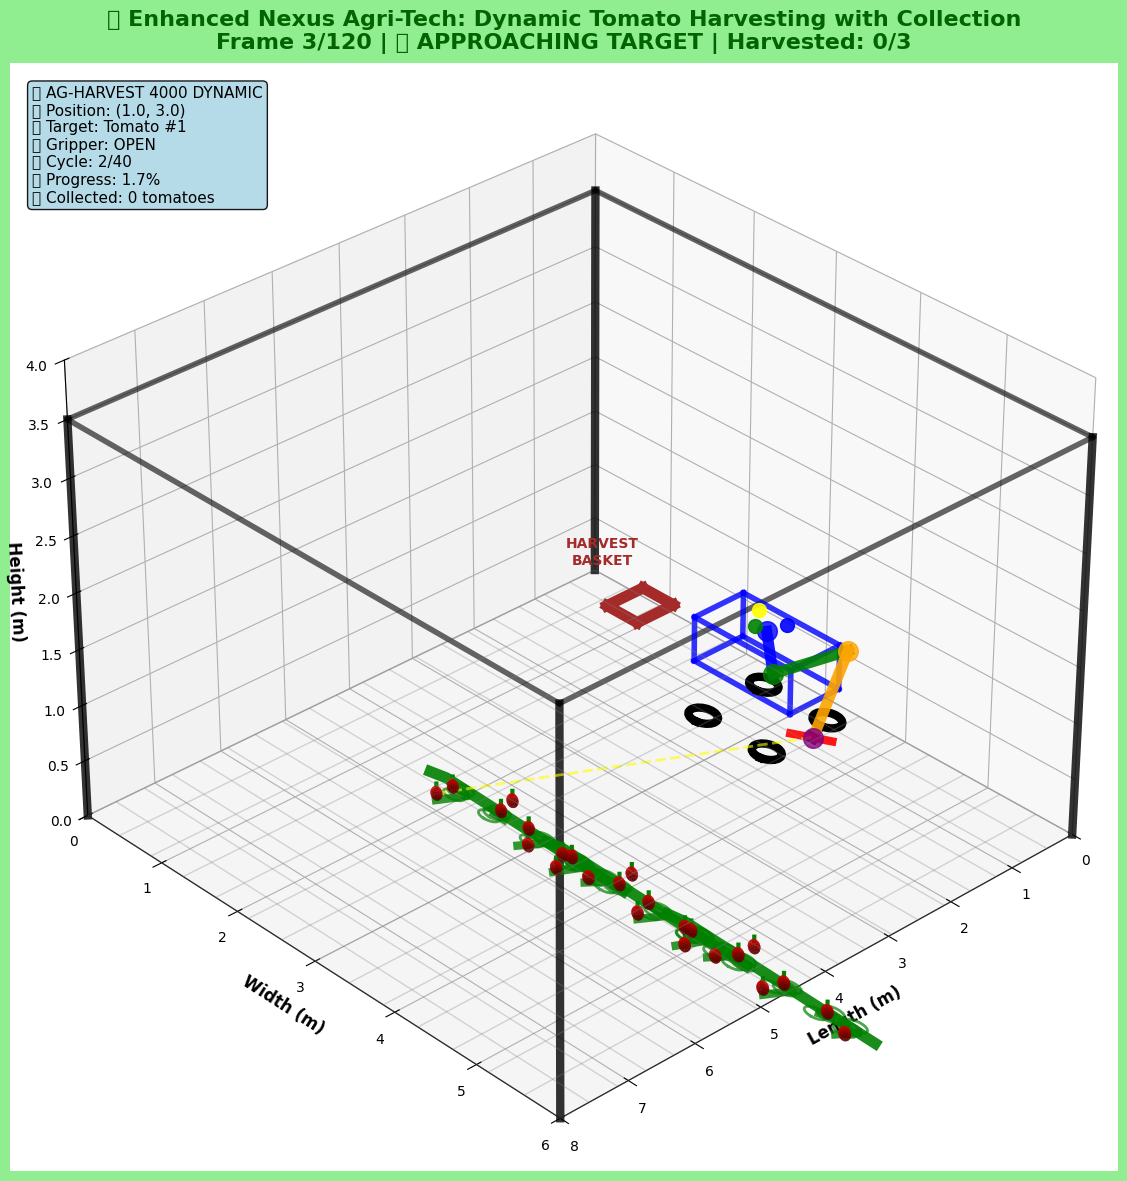 Enhanced Nexus Agri-Tech: Dynamic Tomato Harvesting with Collection
Frame 3/120 | APPROACHING TARGET | Harvested: 0/3
AG-HARVEST 4000 DYNAMIC
Position: (1.0, 3.0)
Target: Tomato #1
Gripper: OPEN
Cycle: 2/40
Progress: 1.7%
Collected: 0 tomatoes
HARVEST
BASKET
4.0
3.5
3.0
2.5
2.0
1.5
1.0
0.5
0.0
Height (m)
0
1
2
3
4
5
6
Width (m)
8
7
6
5
4
3
2
1
0
Length (m)